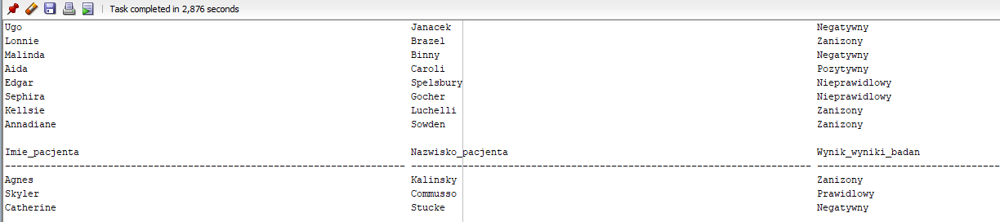 Task completed in 2,876 seconds
Ugo Janacek Negatywny
Lonnie Brazel Zanizony
Malinda Binny Negatywny
Aida Caroli Pozytywny
Edgar Spelsbury Nieprawidlowy
Sephira Gocher Nieprawidlowy
Kellsie Luchelli Zanizony
Annadiane Sowden Zanizony
Imie_pacjenta Nazwisko_pacjenta Wynik_wyniki_badan
Agnes Kalinsky Zanizony
Skyler Commusso Prawidlowy
Catherine Stucke Negatywny